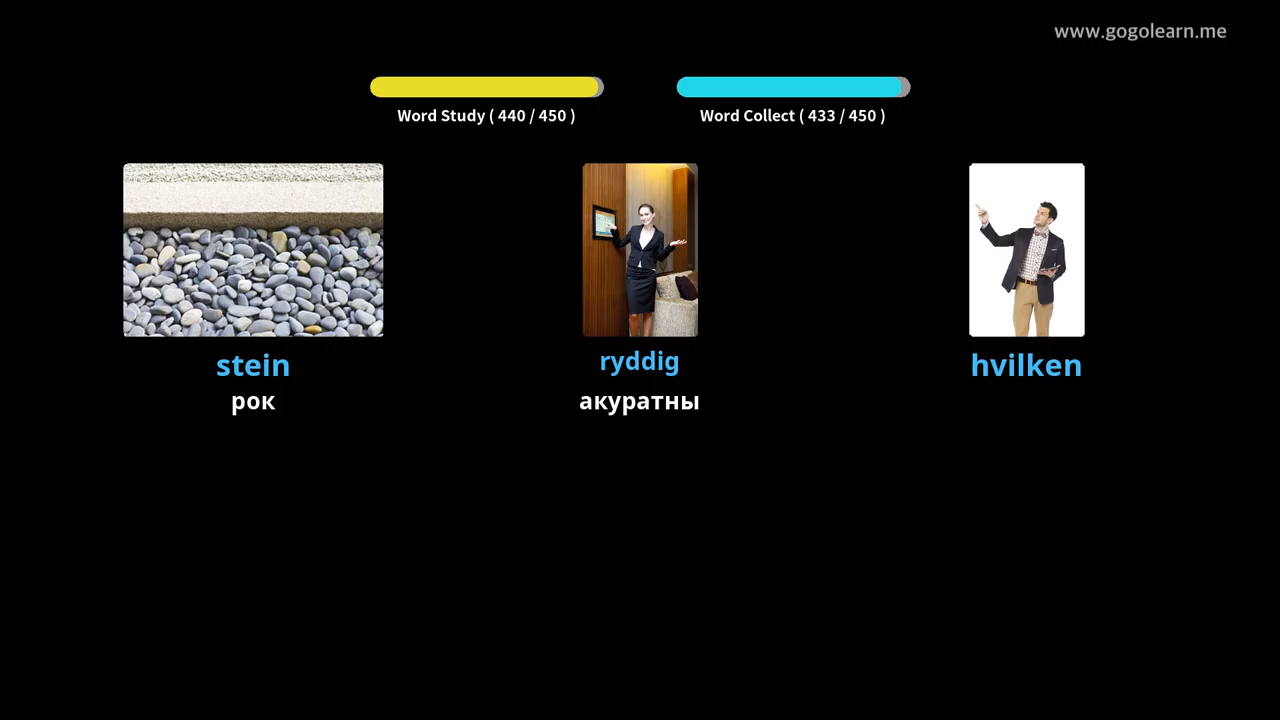 www.gogolearn.me
Word Study ( 440 / 450 )
Word Collect ( 433 / 450 )
stein
ryddig
hvilken
рок
акуратны